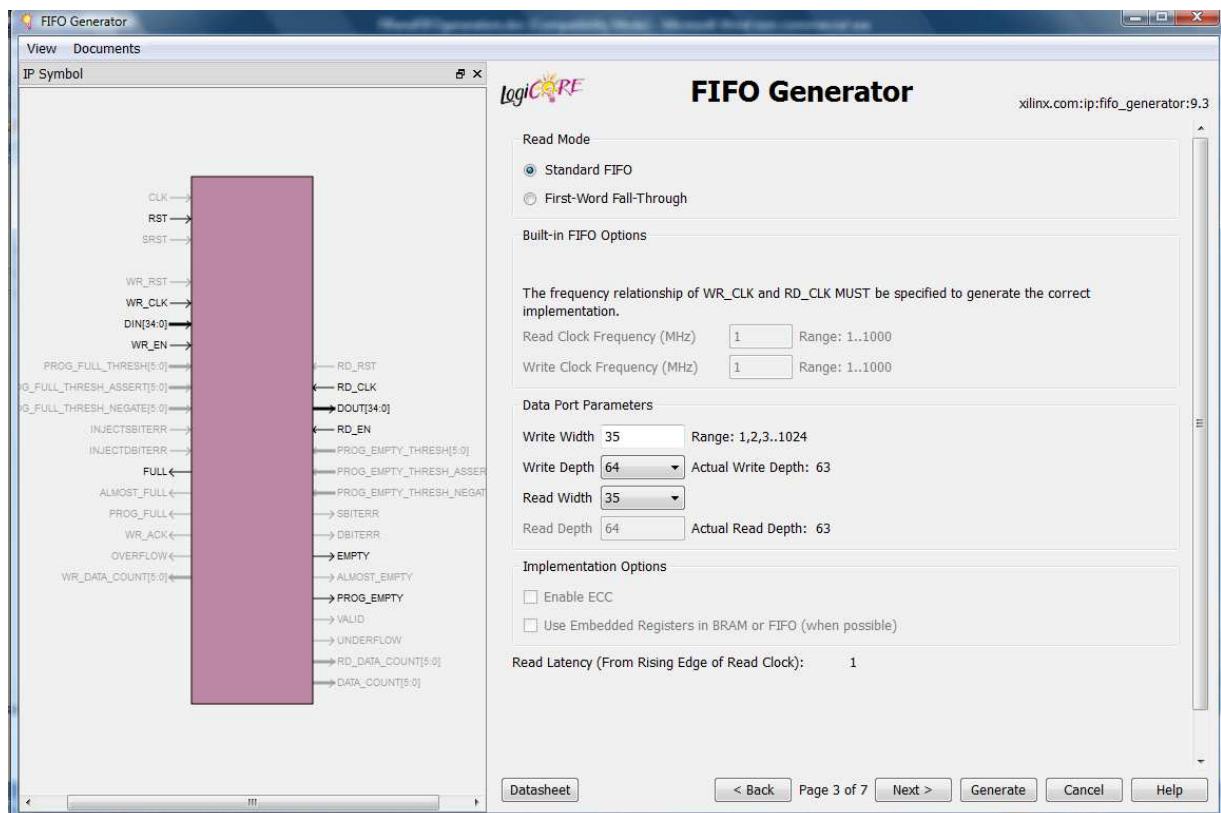 FIFO Generator
View Documents
IP Symbol
CLK
RST
SRST
WR_RST
WR_CLK
DIN[34:0]
WR_EN
PROG_FULL_THRESH[5:0]
G_FULL_THRESH_ASSERT[5:0]
G_FULL_THRESH_NEGATE[5:0]
INJECTSBITERR
INJECTDBITERR
FULL
ALMOST_FULL
PROG_FULL
WR_ACK
OVERFLOW
WR_DATA_COUNT[5:0]
RD_RST
RD_CLK
DOUT[34:0]
RD_EN
PROG_EMPTY_THRESH[5:0]
PROG_EMPTY_THRESH_ASSER
PROG_EMPTY_THRESH_NEGAT
SBITERR
DBITERR
EMPTY
ALMOST_EMPTY
PROG_EMPTY
VALID
UNDERFLOW
RD_DATA_COUNT[5:0]
DATA_COUNT[5:0]
LogiCORE
FIFO Generator
xilinx.com:ip:fifo_generator:9.3
Read Mode
Standard FIFO
First-Word Fall-Through
Built-in FIFO Options
The frequency relationship of WR_CLK and RD_CLK MUST be specified to generate the correct
implementation.
Read Clock Frequency (MHz) 1 Range: 1..1000
Write Clock Frequency (MHz) 1 Range: 1..1000
Data Port Parameters
Write Width 35 Range: 1,2,3..1024
Write Depth 64 Actual Write Depth: 63
Read Width 35
Read Depth 64 Actual Read Depth: 63
Implementation Options
Enable ECC
Use Embedded Registers in BRAM or FIFO (when possible)
Read Latency (From Rising Edge of Read Clock): 1
Datasheet < Back Page 3 of 7 Next > Generate Cancel Help